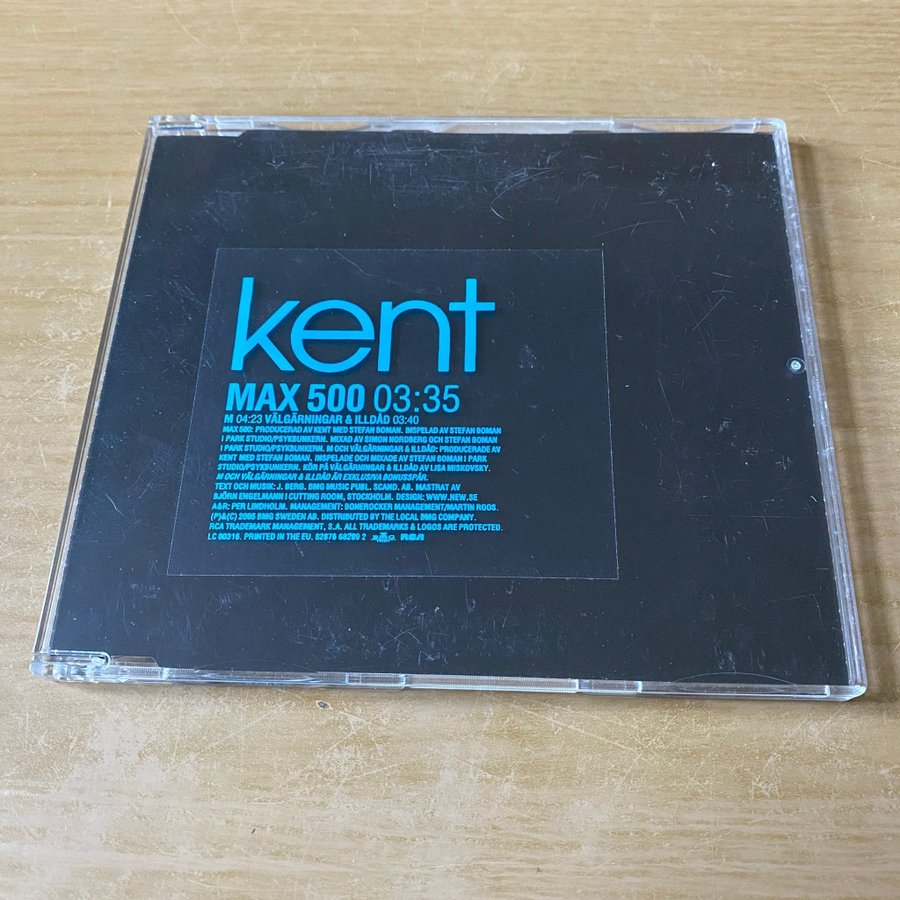 kent
MAX 500 03:35
M 04:23 VÄLGÄRNINGAR & ILLDÅD 03:40
MAX 500: PRODUCERAD AV KENT MED STEFAN BOMAN. INSPELAD AV STEFAN BOMAN
I PARK STUDIO/PSYKBUNKERN. MIXAD AV SIMON NORDBERG OCH STEFAN BOMAN
I PARK STUDIO/PSYKBUNKERN. M OCH VÄLGÄRNINGAR & ILLDÅD: PRODUCERADE AV
KENT MED STEFAN BOMAN. INSPELADE OCH MIXADE AV STEFAN BOMAN I PARK
STUDIO/PSYKBUNKERN. KÖR PÅ VÄLGÄRNINGAR & ILLDÅD AV LISA MISKOVSKY.
M OCH VÄLGÄRNINGAR & ILLDÅD ÄR EXKLUSIVA BONUSSPÅR.
TEXT OCH MUSIK: J. BERG. BMG MUSIC PUBL. SCAND. AB. MASTRAT AV
BJÖRN ENGELMANN I CUTTING ROOM, STOCKHOLM. DESIGN: WWW.NEW.SE
A&R: PER LINDHOLM. MANAGEMENT: BONEROCKER MANAGEMENT/MARTIN ROOS.
(P)&(C) 2005 BMG SWEDEN AB. DISTRIBUTED BY THE LOCAL BMG COMPANY.
RCA TRADEMARK MANAGEMENT, S.A. ALL TRADEMARKS & LOGOS ARE PROTECTED.
LC 00316. PRINTED IN THE EU. 82876 68299 2 BMG RCA